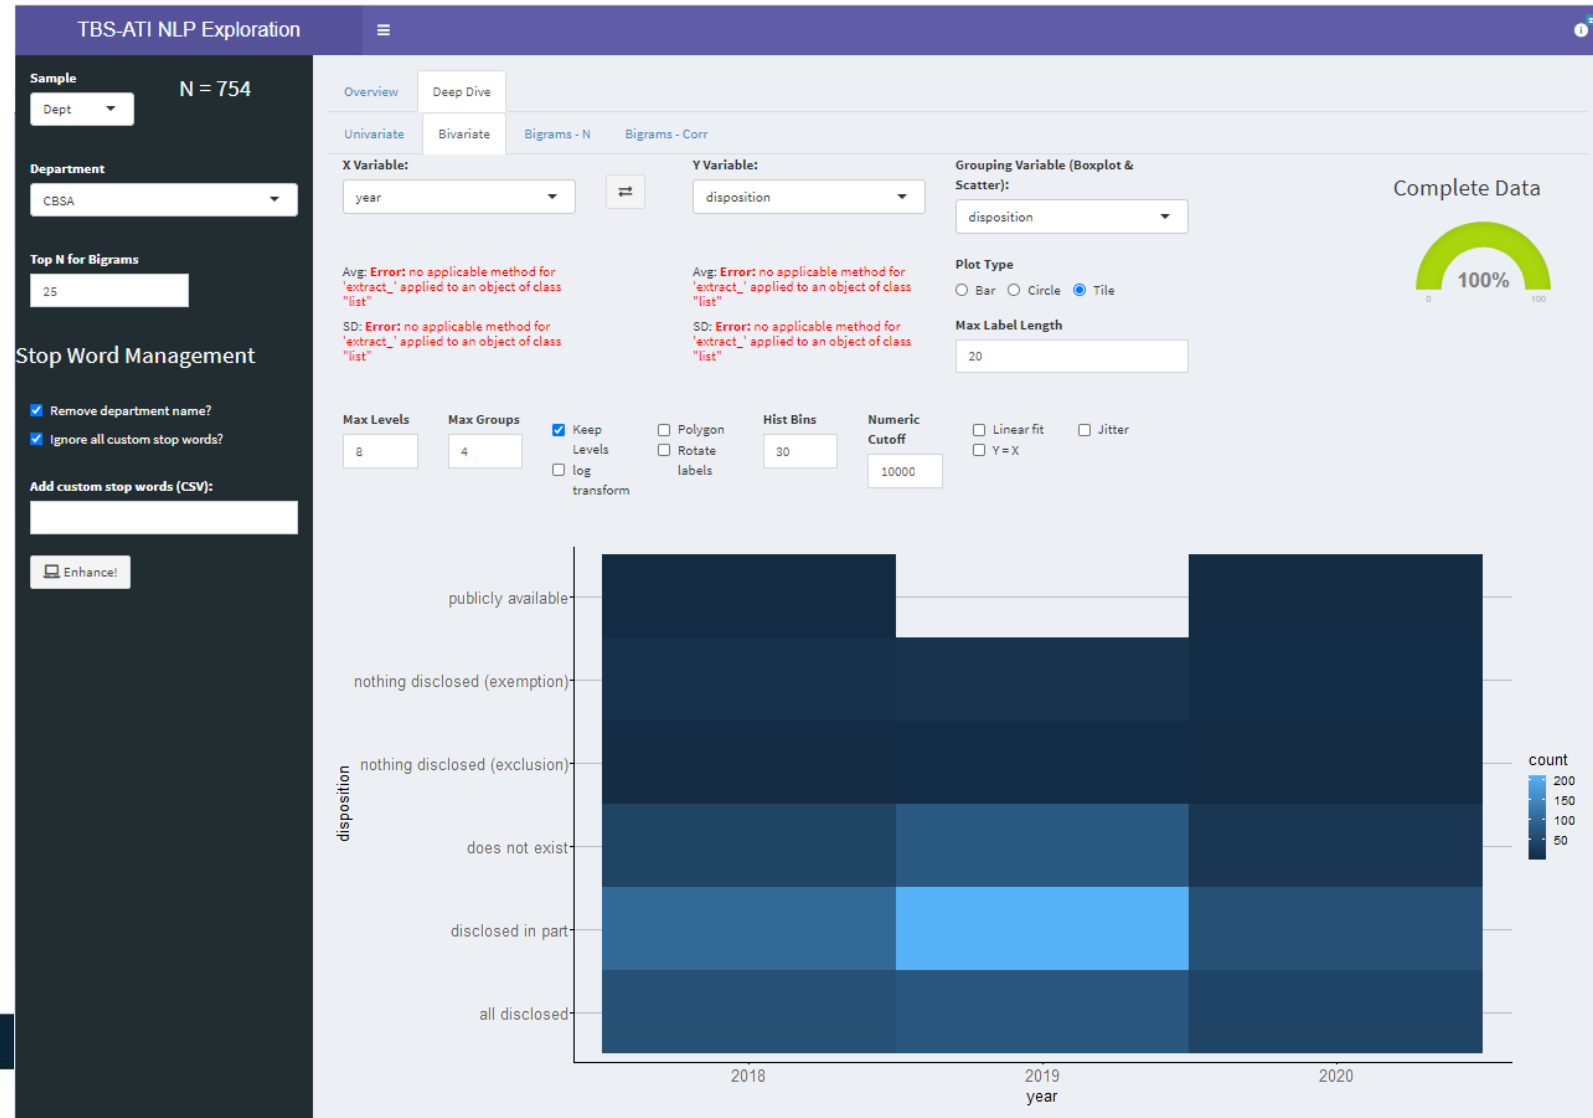 TBS-ATI NLP Exploration
Sample
N = 754
Dept
Department
CBSA
Top N for Bigrams
25
Stop Word Management
Remove department name?
Ignore all custom stop words?
Add custom stop words (CSV):
Enhance!
Overview
Deep Dive
Univariate
Bivariate
Bigrams - N
Bigrams - Corr
X Variable:
year
Y Variable:
disposition
Grouping Variable (Boxplot &
Scatter):
disposition
Complete Data
100%
0
100
Avg: Error: no applicable method for
'extract_' applied to an object of class
"list"
SD: Error: no applicable method for
'extract_' applied to an object of class
"list"
Avg: Error: no applicable method for
'extract_' applied to an object of class
"list"
SD: Error: no applicable method for
'extract_' applied to an object of class
"list"
Plot Type
Bar
Circle
Tile
Max Label Length
20
Max Levels
8
Max Groups
4
Keep
Levels
log
transform
Polygon
Rotate
labels
Hist Bins
30
Numeric
Cutoff
10000
Linear fit
Y = X
Jitter
publicly available
nothing disclosed (exemption)
nothing disclosed (exclusion)
does not exist
disclosed in part
all disclosed
disposition
2018
2019
2020
year
count
200
150
100
50